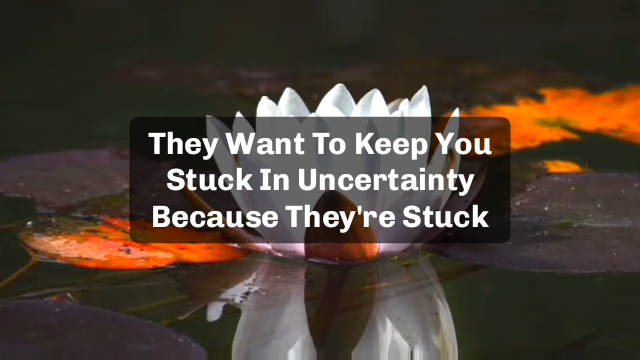 They Want To Keep You
Stuck In Uncertainty
Because They're Stuck